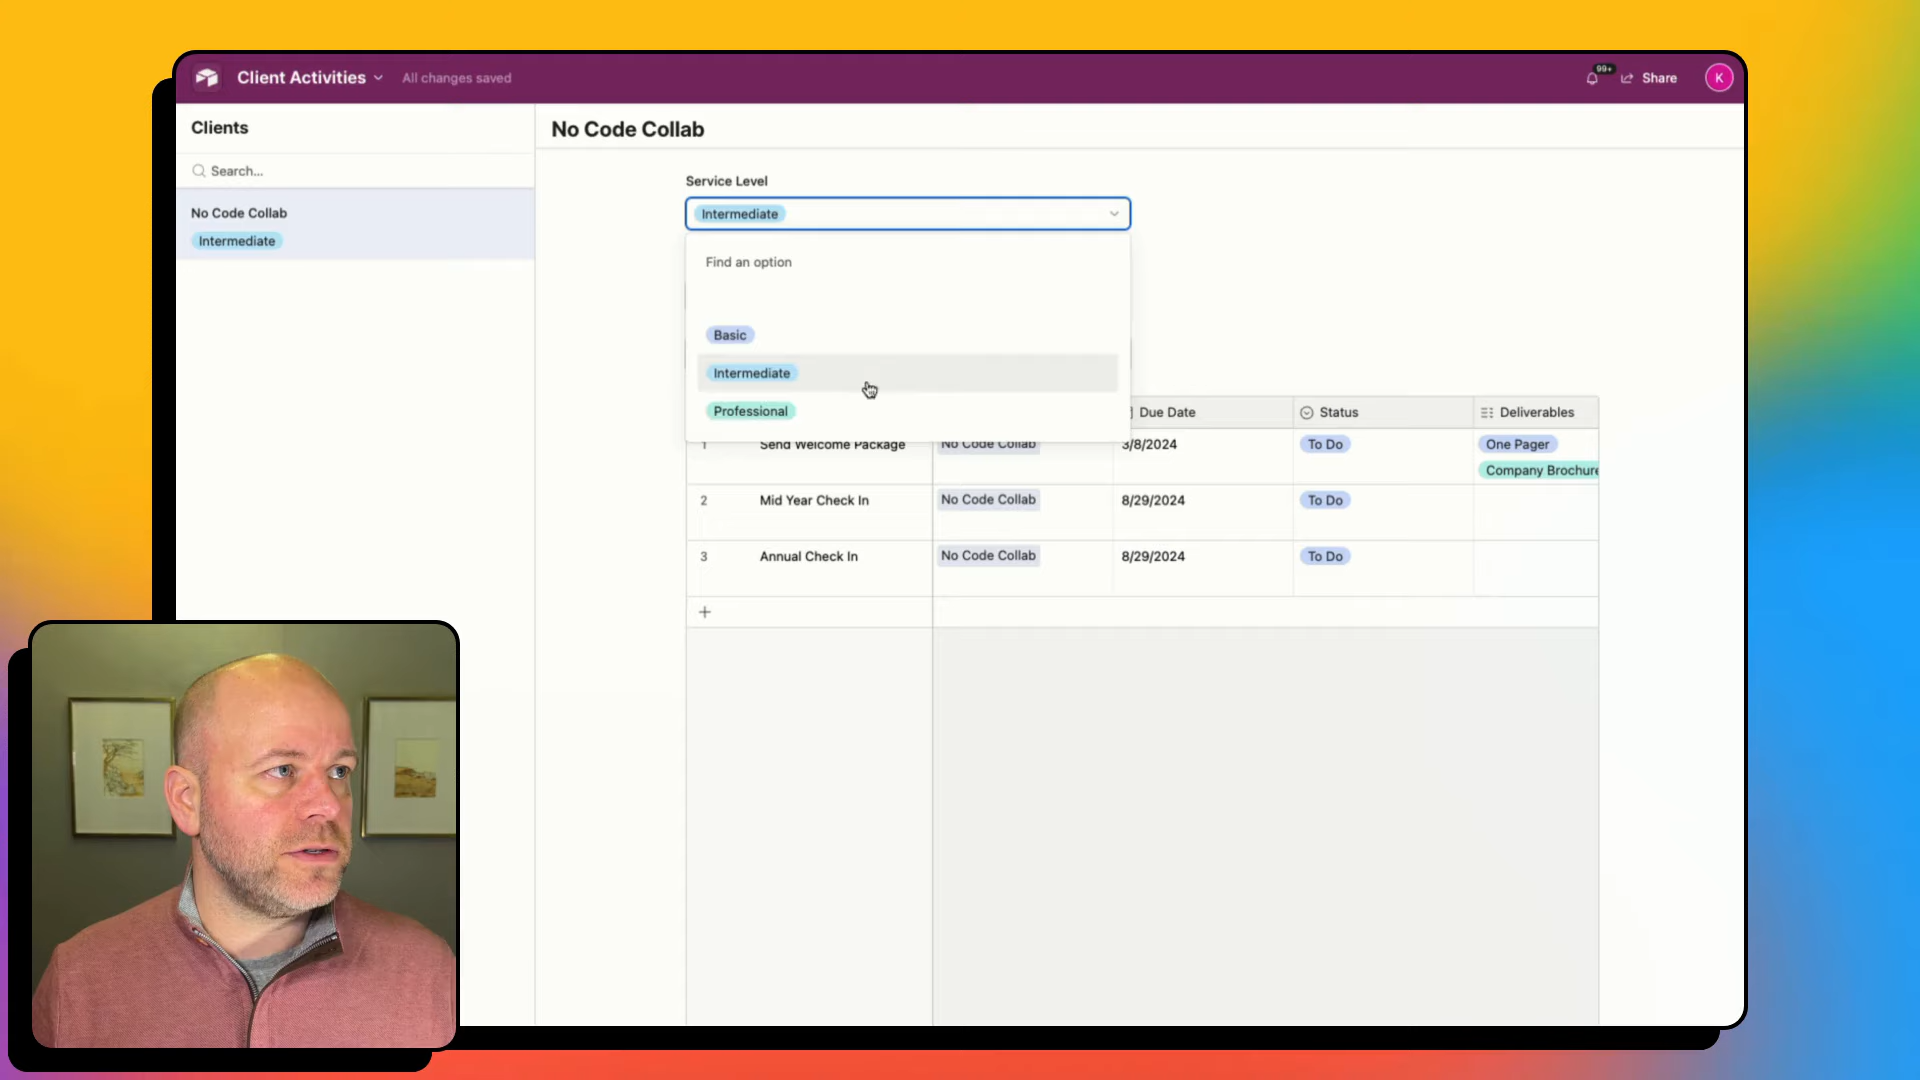 Client Activities
All changes saved
99+
Share
K
Clients
Search...
No Code Collab
Intermediate
No Code Collab
Service Level
Intermediate
Find an option
Basic
Intermediate
Professional
Due Date
Status
Deliverables
1
Send Welcome Package
No Code Collab
3/8/2024
To Do
One Pager
Company Brochure
2
Mid Year Check In
No Code Collab
8/29/2024
To Do
3
Annual Check In
No Code Collab
8/29/2024
To Do